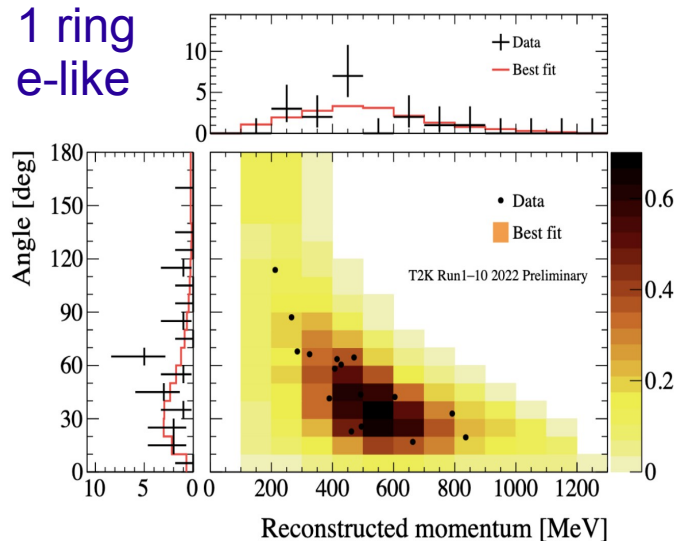 1 ring
e-like
10
5
0
Data
Best fit
Angle [deg]
180
150
120
90
60
30
0
10
5
0
Data
Best fit
T2K Run1–10 2022 Preliminary
0.6
0.4
0.2
0
200
400
600
800
1000
1200
Reconstructed momentum [MeV]